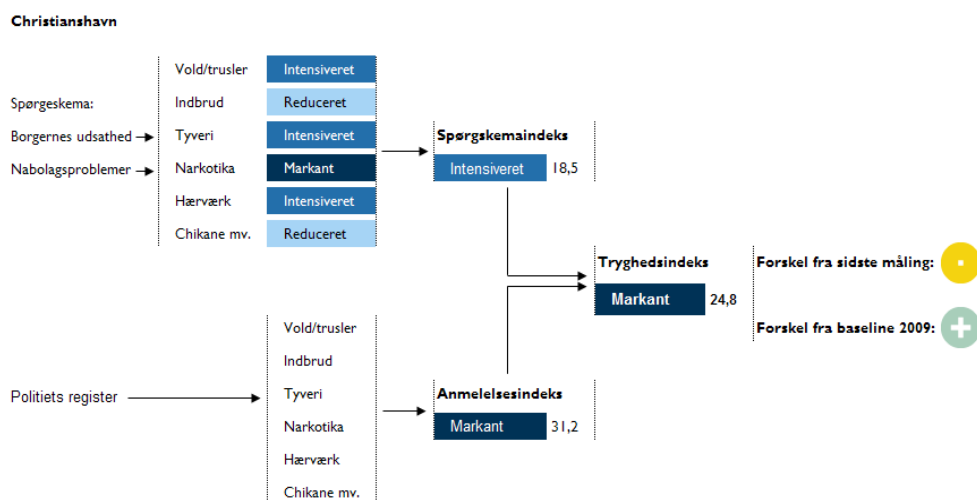 Christianshavn
Spørgeskema:
Borgernes udsathed
Nabolagsproblemer
Vold/trusler Intensiveret
Indbrud Reduceret
Tyveri Intensiveret
Narkotika Markant
Hærværk Intensiveret
Chikane mv. Reduceret
Spørgskemaindeks
Intensiveret 18,5
Tryghedsindeks
Markant 24,8
Forskel fra sidste måling:
Forskel fra baseline 2009:
Politiets register
Vold/trusler
Indbrud
Tyveri
Narkotika
Hærværk
Chikane mv.
Anmelelsesindeks
Markant 31,2